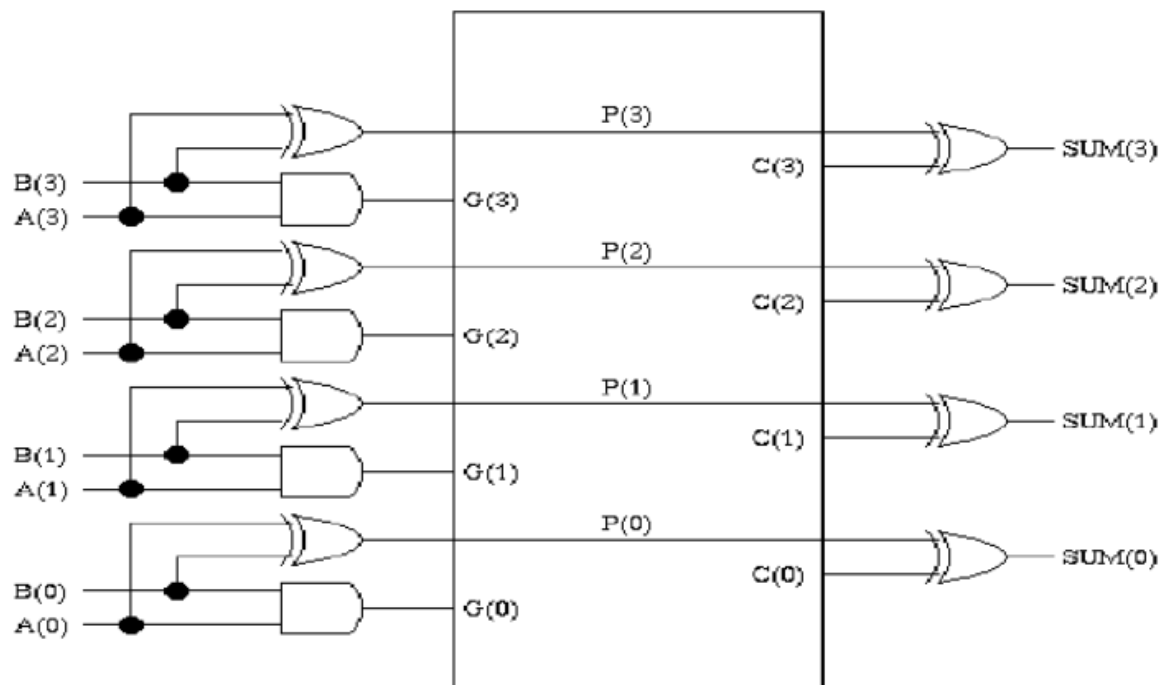 P(3)
SUM(3)
C(3)
B(3)
G(3)
A(3)
P(2)
SUM(2)
C(2)
B(2)
G(2)
A(2)
P(1)
SUM(1)
C(1)
B(1)
G(1)
A(1)
P(0)
SUM(0)
C(0)
B(0)
G(0)
A(0)